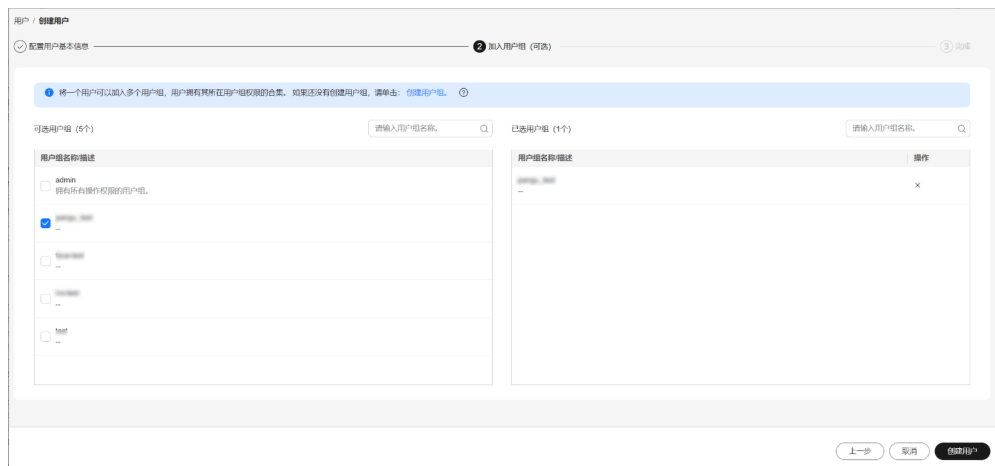 用户 / 创建用户
配置用户基本信息
2 加入用户组 (可选)
3 完成
将一个用户可以加入多个用户组，用户拥有其所在用户组权限的合集。 如果还没有创建用户组，请单击： 创建用户组。
可选用户组 (5个)
请输入用户组名称。
已选用户组 (1个)
请输入用户组名称。
用户组名称/描述
用户组名称/描述
操作
admin
拥有所有操作权限的用户组。
--
--
--
--
test
--
上一步
取消
创建用户